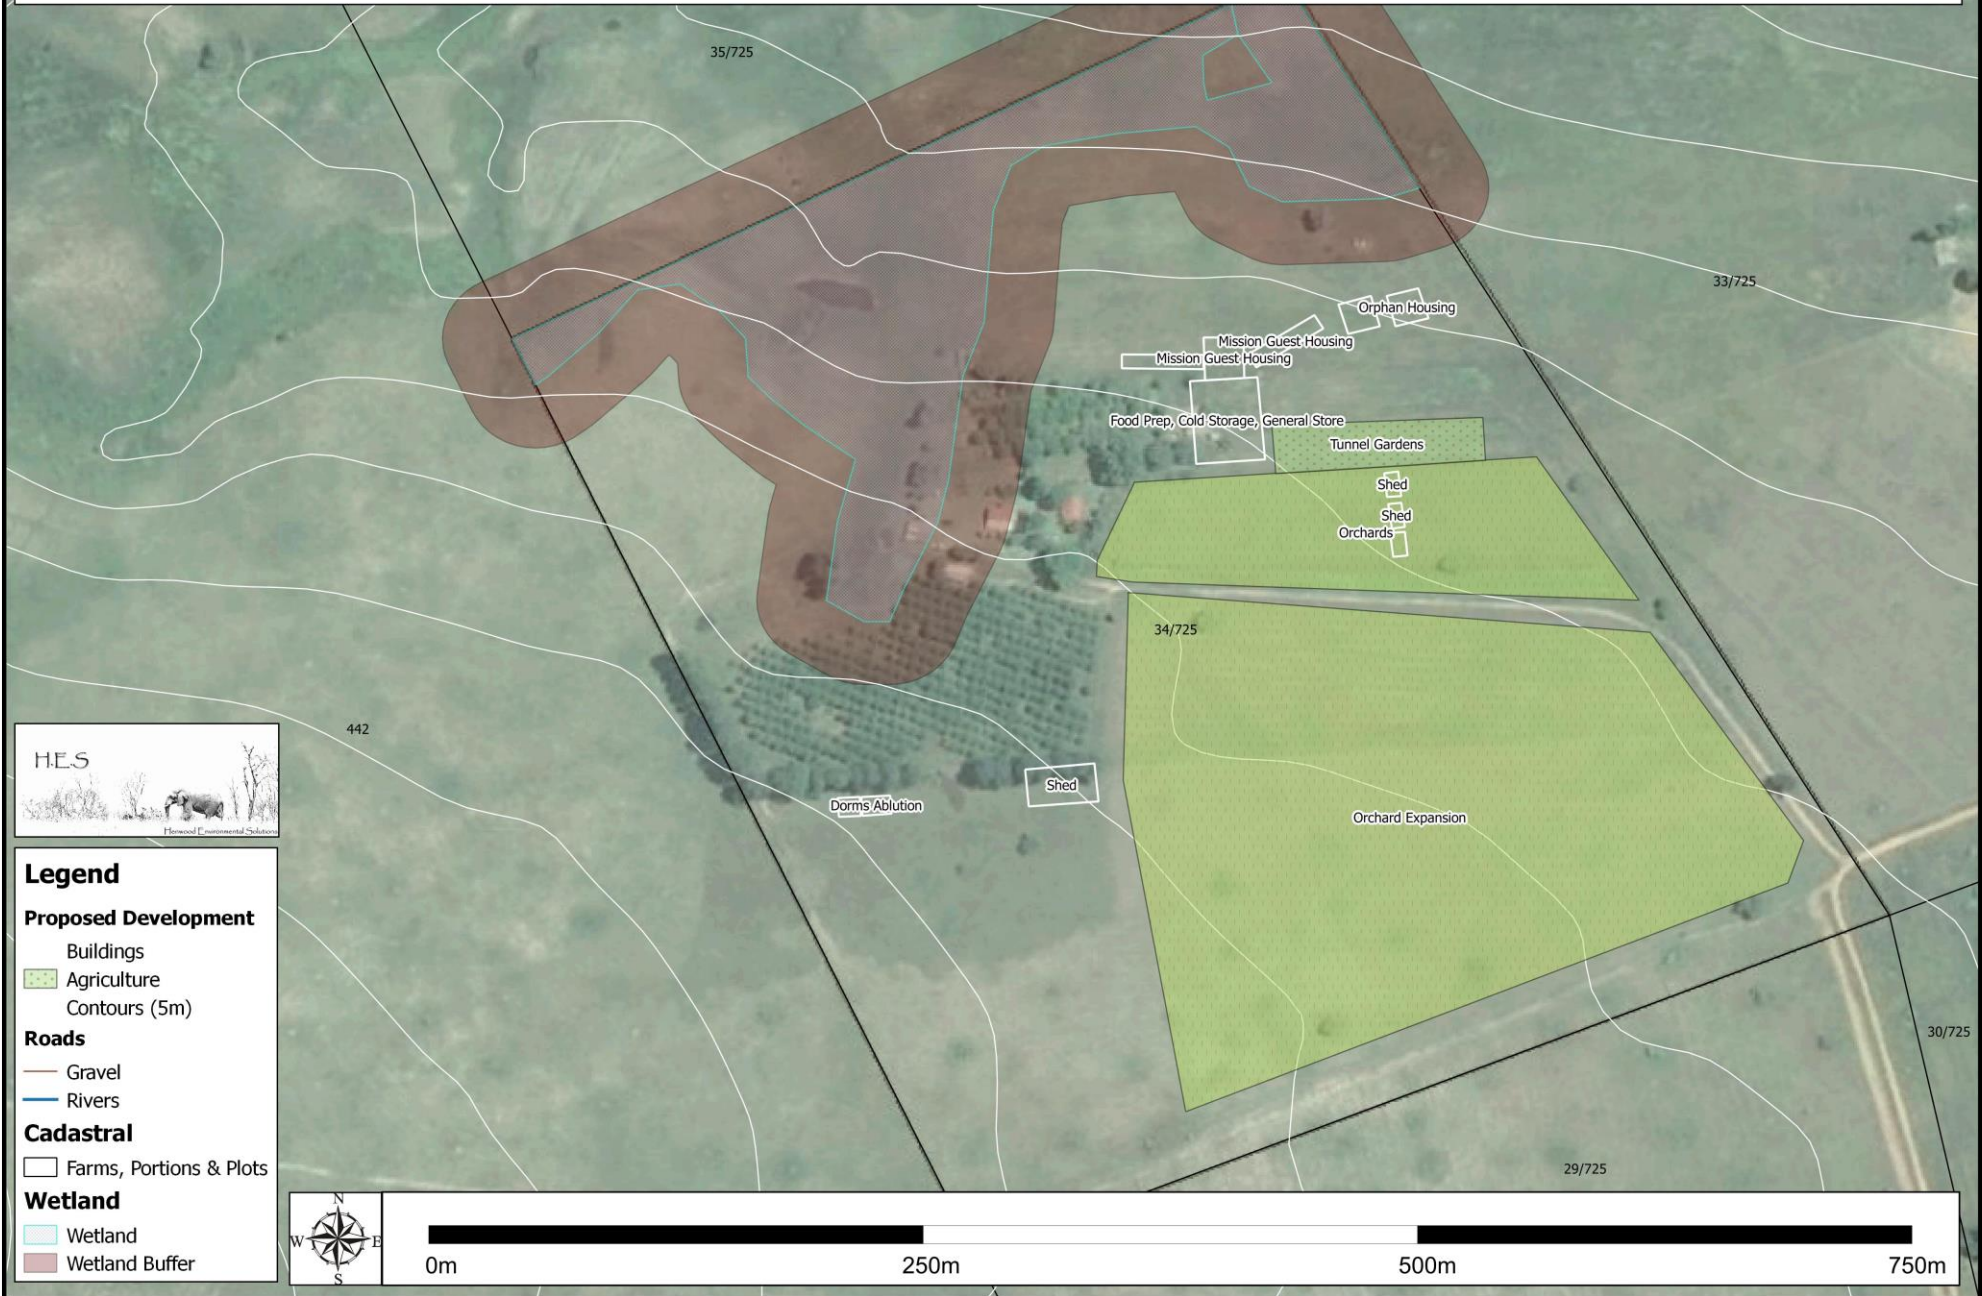 35/725
33/725
Orphan Housing
Mission Guest Housing
Mission Guest Housing
Food Prep, Cold Storage, General Store
Tunnel Gardens
Shed
Shed
Orchards
34/725
442
Shed
Dorms Ablution
Orchard Expansion
30/725
29/725
H.E.S
Henwood Environmental Solutions
Legend
Proposed Development
Buildings
Agriculture
Contours (5m)
Roads
Gravel
Rivers
Cadastral
Farms, Portions & Plots
Wetland
Wetland
Wetland Buffer
N
W E
S
0m 250m 500m 750m